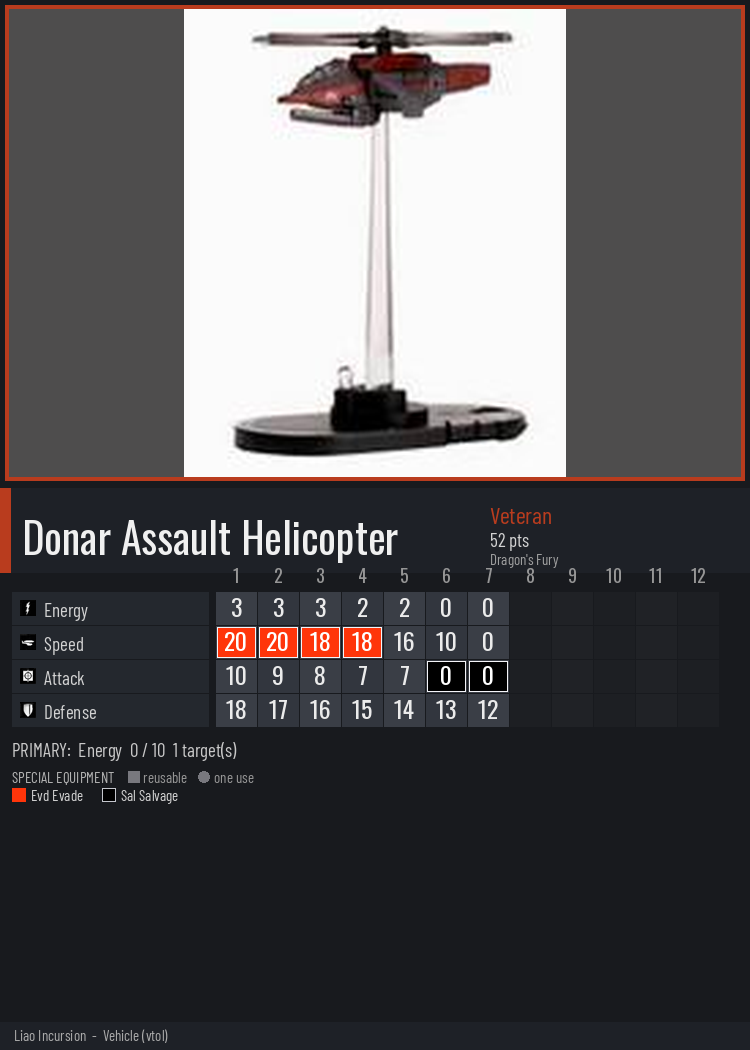 Donar Assault Helicopter
Veteran
52 pts
Dragon's Fury
1 2 3 4 5 6 7 8 9 10 11 12
Energy 3 3 3 2 2 0 0
Speed 20 20 18 18 16 10 0
Attack 10 9 8 7 7 0 0
Defense 18 17 16 15 14 13 12
PRIMARY: Energy 0 / 10 1 target(s)
SPECIAL EQUIPMENT reusable one use
Evd Evade Sal Salvage
Liao Incursion - Vehicle (vtol)